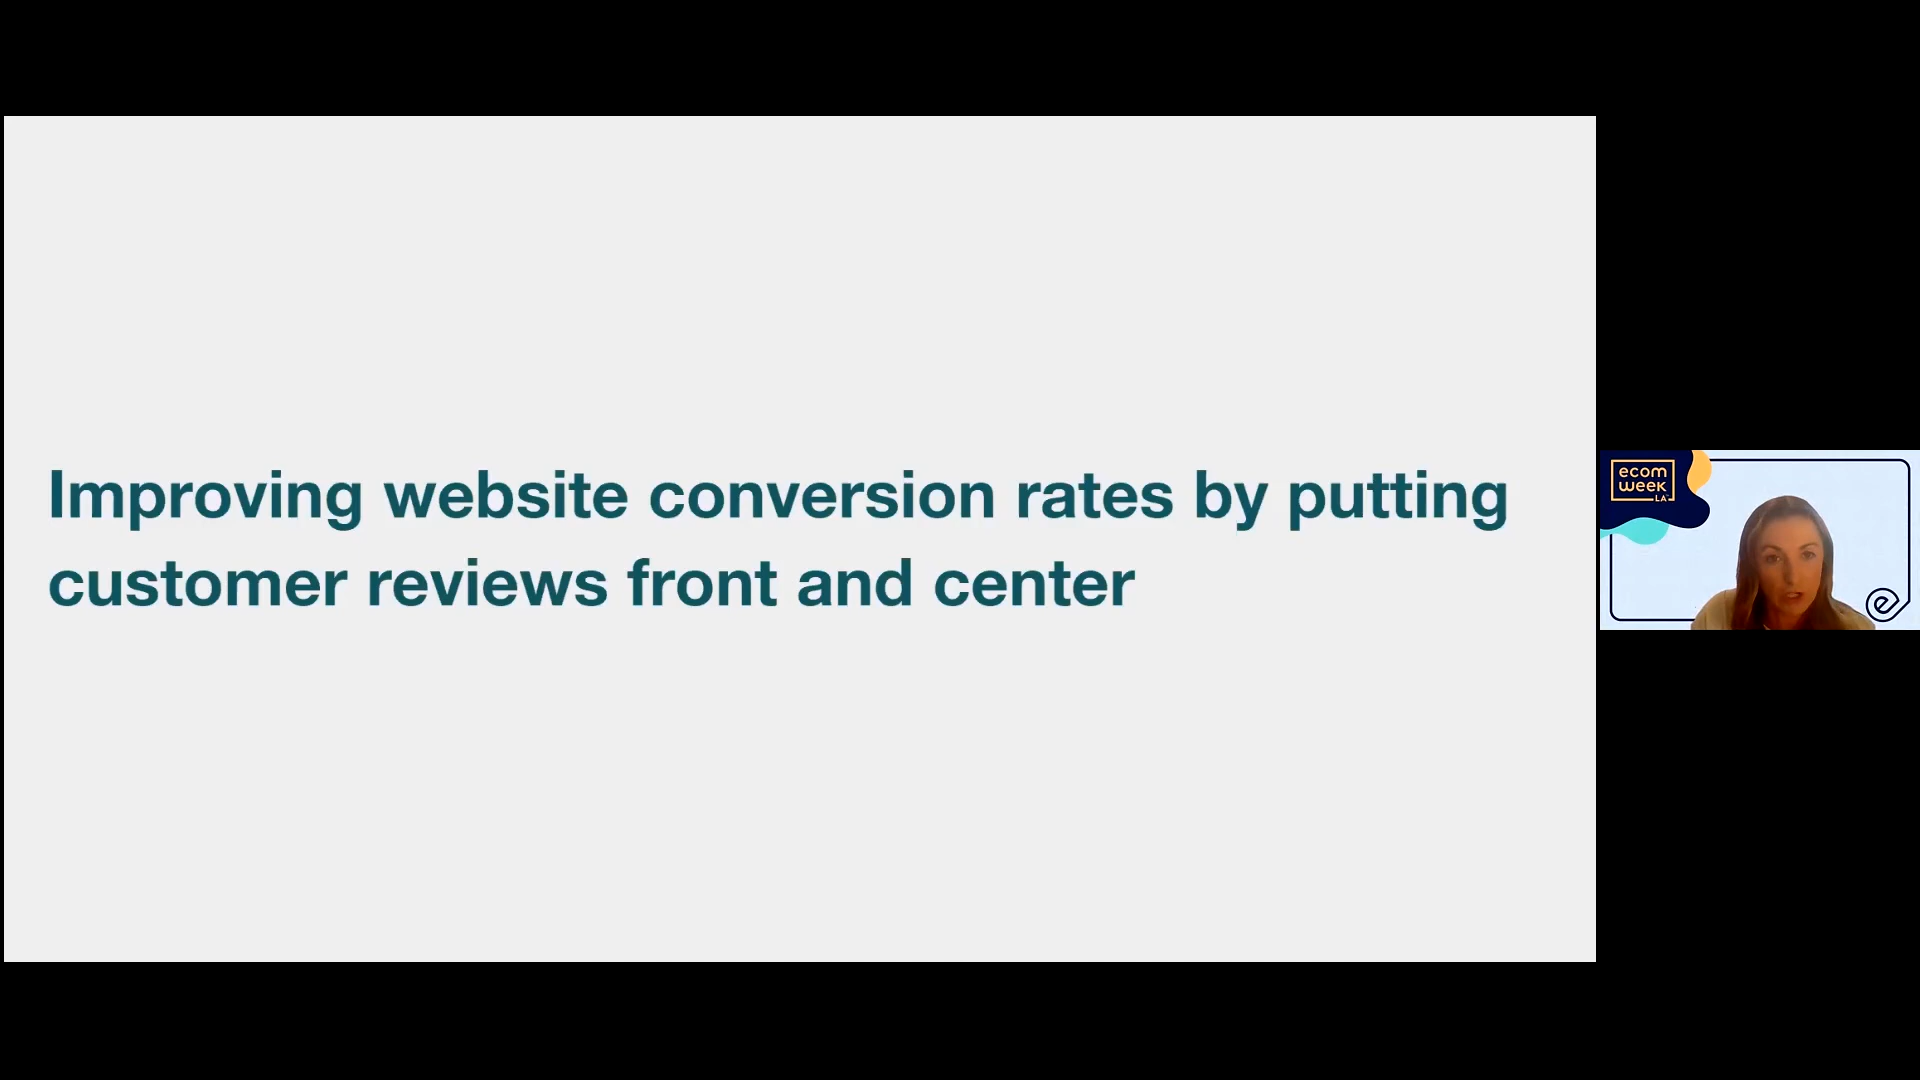 Improving website conversion rates by putting
customer reviews front and center
ecom
week
LA
e